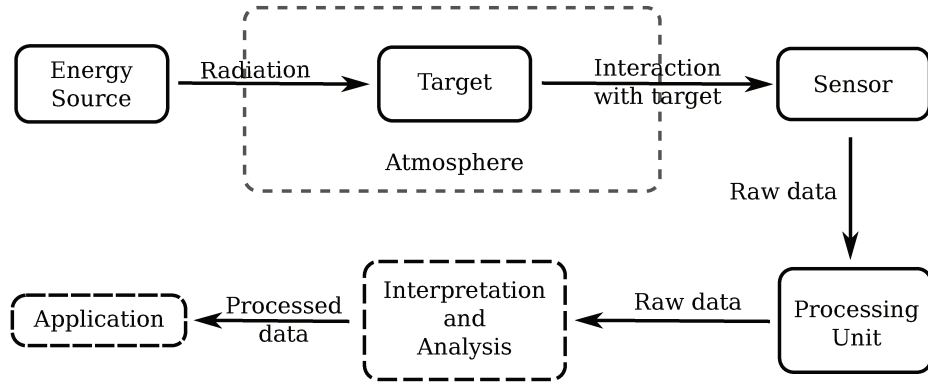 Energy
Source
Radiation
Target
Interaction
with target
Sensor
Atmosphere
Raw data
Processing
Unit
Raw data
Interpretation
and
Analysis
Processed
data
Application